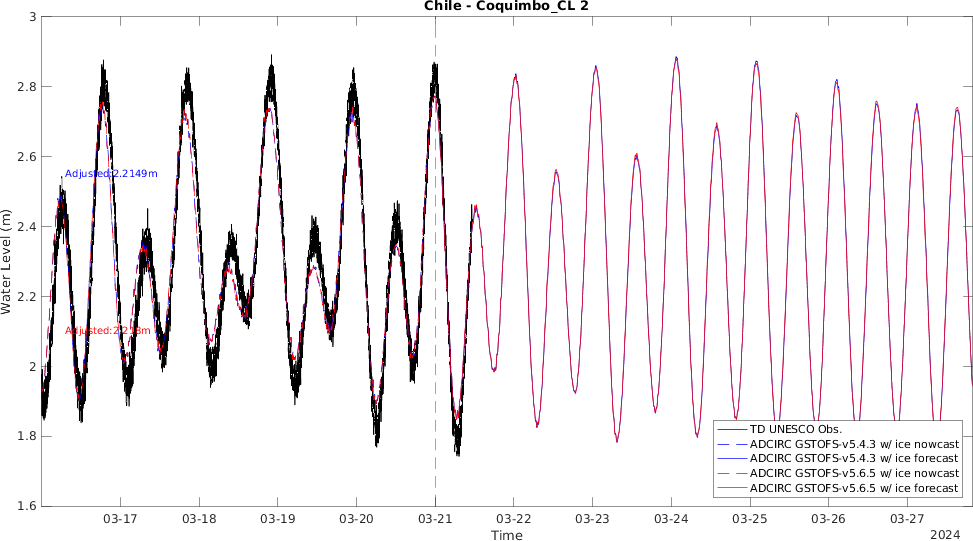 Chile - Coquimbo_CL 2
Water Level (m)
3
2.8
2.6
2.4
2.2
2
1.8
1.6
Adjusted:2.2149m
TD UNESCO Obs.
ADCIRC GSTOFS-v5.4.3 w/ ice nowcast
ADCIRC GSTOFS-v5.4.3 w/ ice forecast
ADCIRC GSTOFS-v5.6.5 w/ ice nowcast
ADCIRC GSTOFS-v5.6.5 w/ ice forecast
03-17 03-18 03-19 03-20 03-21 03-22 03-23 03-24 03-25 03-26 03-27
Time
2024